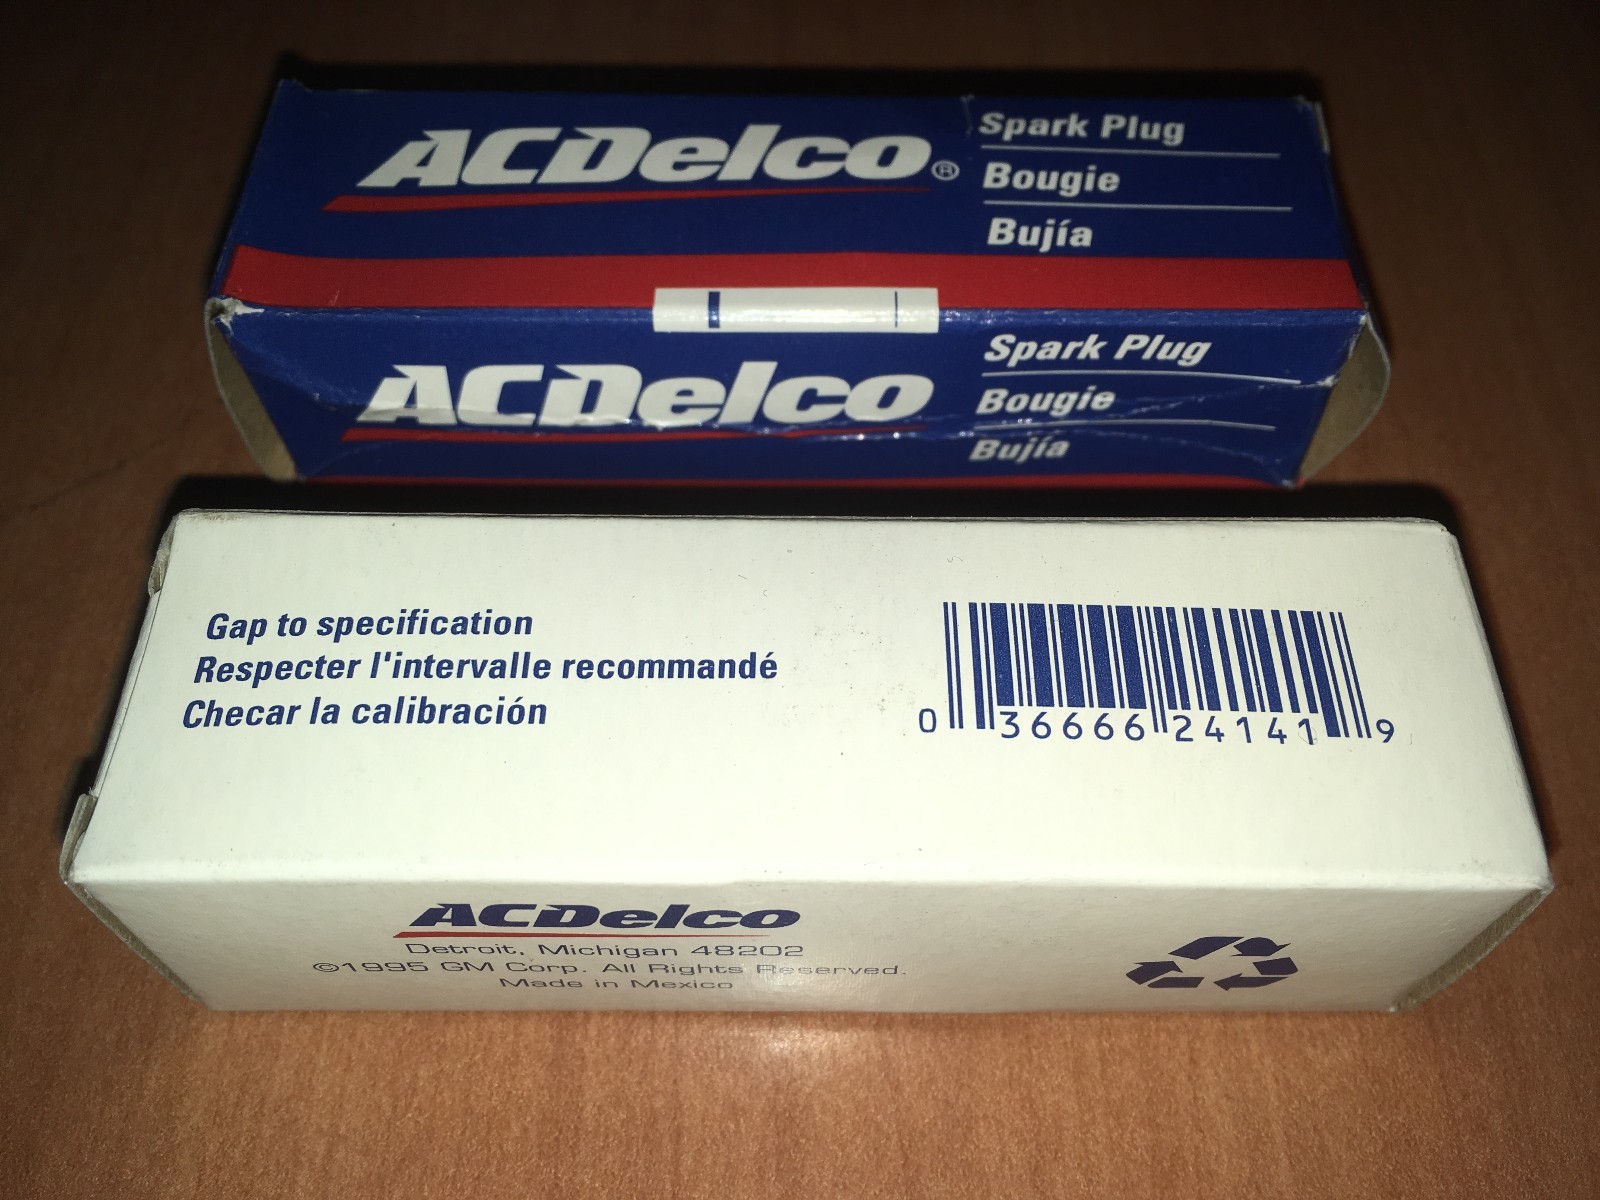 ACDelco®
Spark Plug
Bougie
Bujía
ACDelco
Spark Plug
Bougie
Bujía
Gap to specification
Respecter l'intervalle recommandé
Checar la calibración
0 36666 24141 9
ACDelco
Detroit, Michigan 48202
©1995 GM Corp. All Rights Reserved.
Made in Mexico